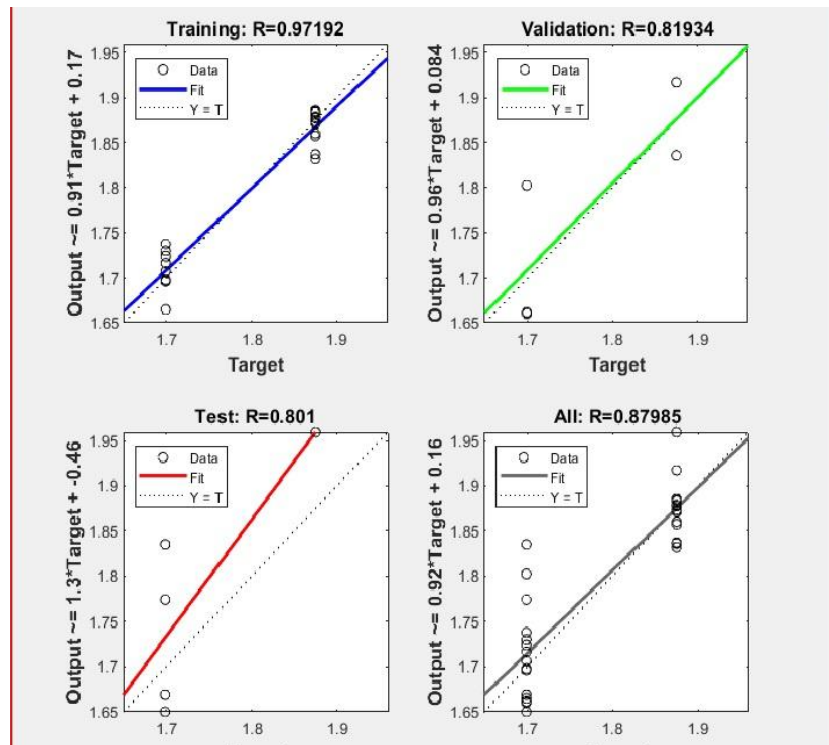 Training: R=0.97192
Output ~= 0.91*Target + 0.17
1.95
1.9
1.85
1.8
1.75
1.7
1.65
Data
Fit
Y = T
1.7 1.8 1.9
Target
Validation: R=0.81934
Output ~= 0.96*Target + 0.084
1.95
1.9
1.85
1.8
1.75
1.7
1.65
Data
Fit
Y = T
1.7 1.8 1.9
Target
Test: R=0.801
Output ~= 1.3*Target + -0.46
1.95
1.9
1.85
1.8
1.75
1.7
1.65
Data
Fit
Y = T
1.7 1.8 1.9
All: R=0.87985
Output ~= 0.92*Target + 0.16
1.95
1.9
1.85
1.8
1.75
1.7
1.65
Data
Fit
Y = T
1.7 1.8 1.9